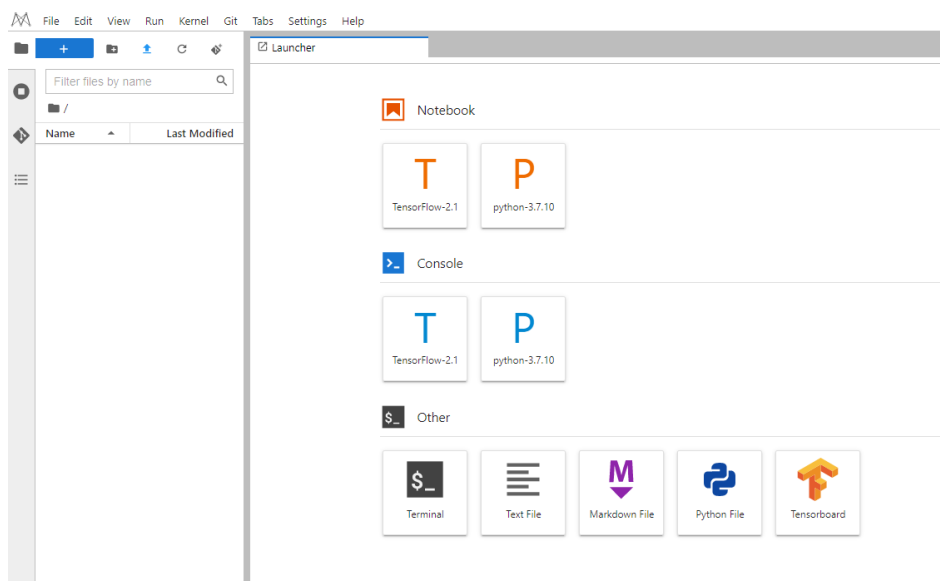 File Edit View Run Kernel Git Tabs Settings Help
+
Launcher
Filter files by name
/
Name Last Modified
Notebook
T P
TensorFlow-2.1 python-3.7.10
>_ Console
T P
TensorFlow-2.1 python-3.7.10
$_ Other
$_ M
Terminal Text File Markdown File Python File Tensorboard